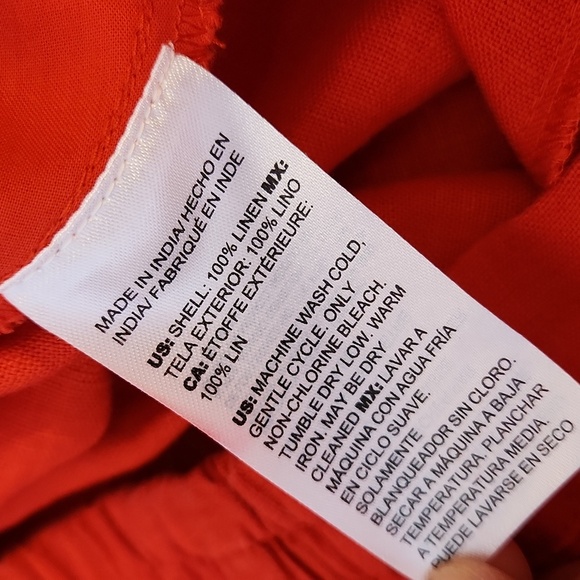 MADE IN INDIA/ HECHO EN
INDIA/ FABRIQUÉ EN INDE
US: SHELL: 100% LINEN MX:
TELA EXTERIOR: 100% LINO
CA: ÉTOFFE EXTÉRIEURE:
100% LIN
US: MACHINE WASH COLD,
GENTLE CYCLE. ONLY
NON-CHLORINE BLEACH.
TUMBLE DRY LOW. WARM
IRON. MAY BE DRY
CLEANED MX: LAVAR A
MÁQUINA CON AGUA FRÍA
EN CICLO SUAVE.
SOLAMENTE
BLANQUEADOR SIN CLORO.
SECAR A MÁQUINA A BAJA
TEMPERATURA. PLANCHAR
A TEMPERATURA MEDIA.
PUEDE LAVARSE EN SECO